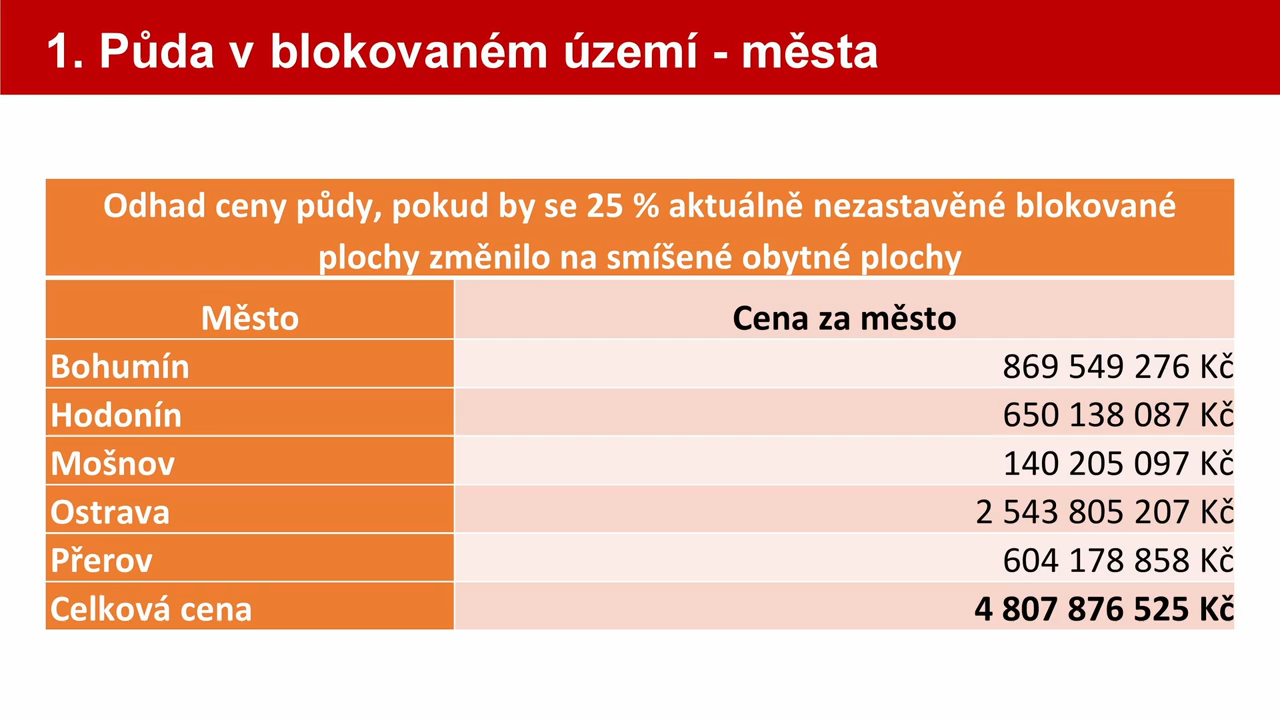 1. Půda v blokovaném území - města
Odhad ceny půdy, pokud by se 25 % aktuálně nezastavěné blokované
plochy změnilo na smíšené obytné plochy
Město Cena za město
Bohumín 869 549 276 Kč
Hodonín 650 138 087 Kč
Mošnov 140 205 097 Kč
Ostrava 2 543 805 207 Kč
Přerov 604 178 858 Kč
Celková cena 4 807 876 525 Kč